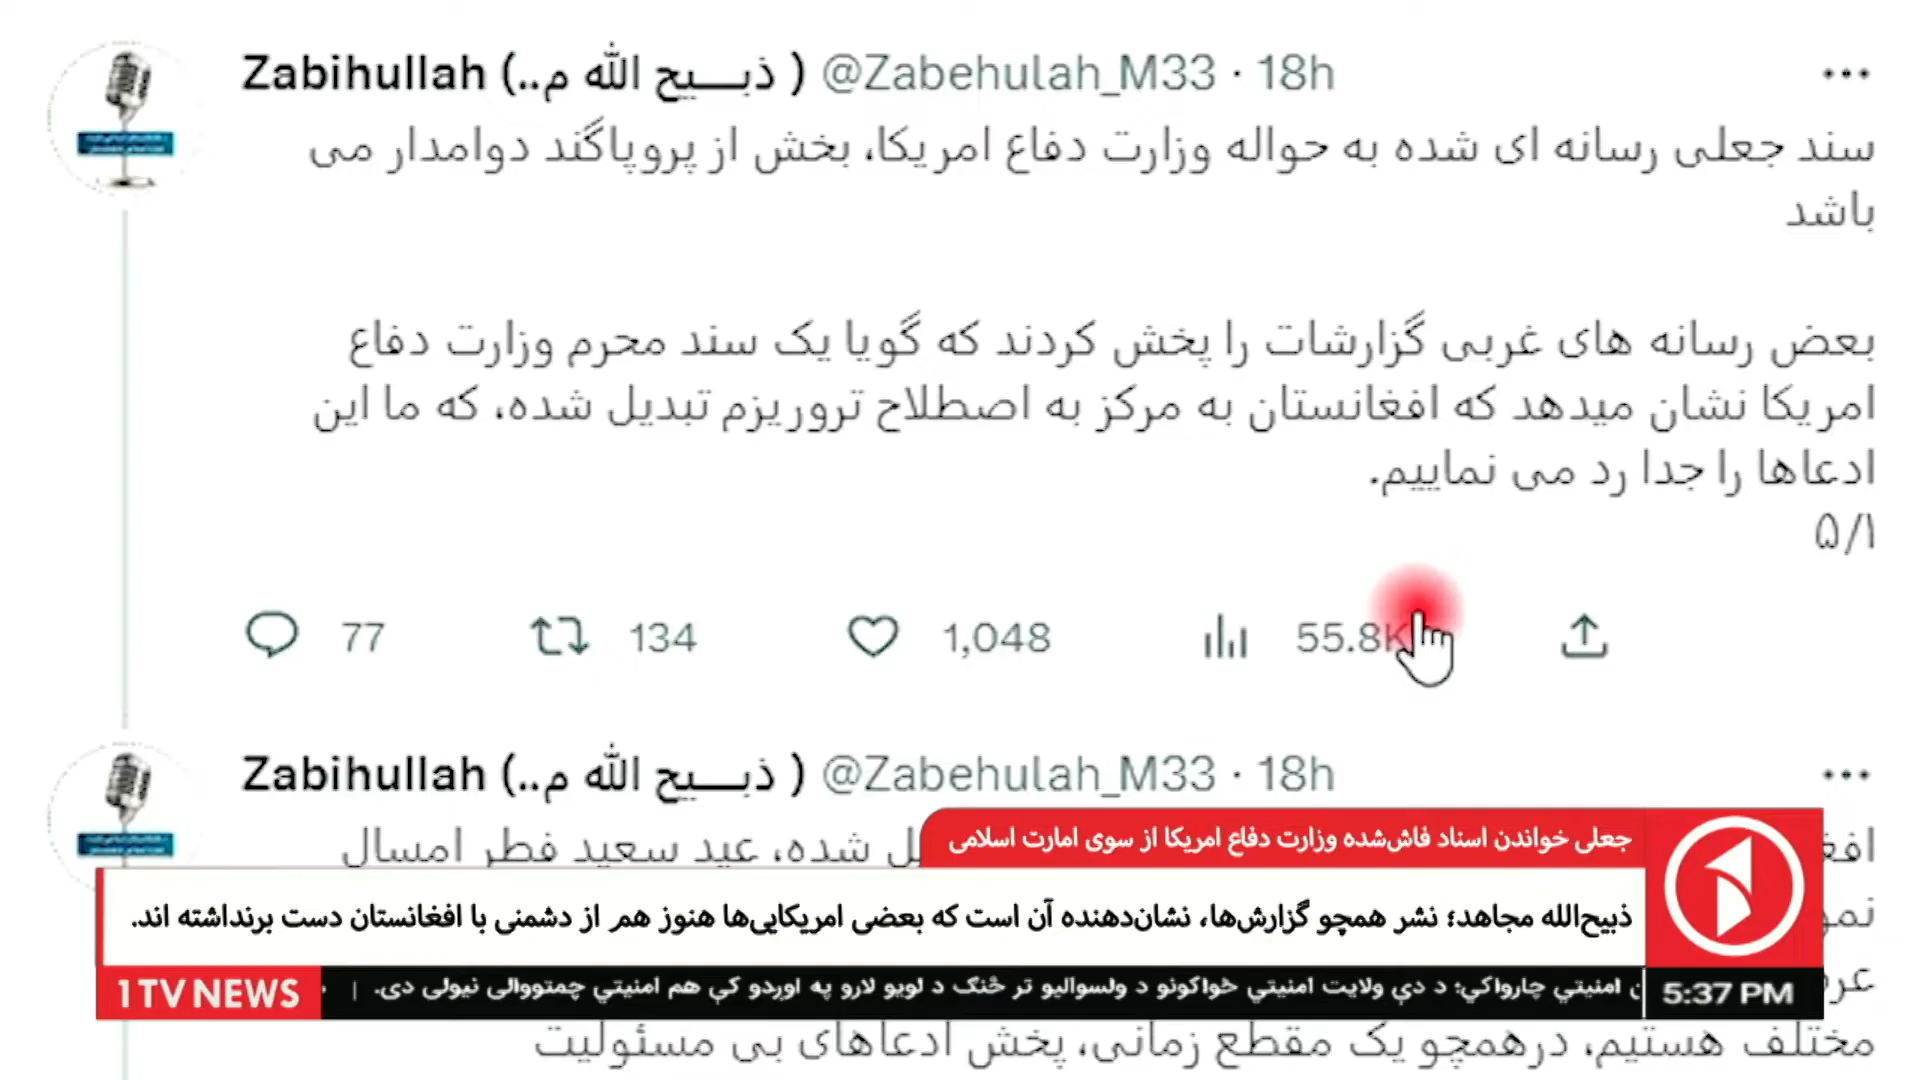 Zabihullah (..ذبـــیح الله م ) @Zabehulah_M33 · 18h
سند جعلی رسانه ای شده به حواله وزارت دفاع امریکا، بخش از پروپاگند دوامدار می
باشد
بعض رسانه های غربی گزارشات را پخش کردند که گویا یک سند محرم وزارت دفاع
امریکا نشان میدهد که افغانستان به مرکز به اصطلاح تروریزم تبدیل شده، که ما این
ادعاها را جدا رد می نماییم.
۵/۱
77 134 1,048 55.8K
Zabihullah (..ذبـــیح الله م ) @Zabehulah_M33 · 18h
شده، عید سعید فطر امسال
جعلی خواندن اسناد فاش‌شده وزارت دفاع امریکا از سوی امارت اسلامی
ذبیح‌الله مجاهد؛ نشر همچو گزارش‌ها، نشان‌دهنده آن است که بعضی امریکایی‌ها هنوز هم از دشمنی با افغانستان دست برنداشته اند.
1TV NEWS
امنیتي چارواکي؛ د دې ولایت امنیتي ځواکونو د ولسوالیو تر څنګ د لویو لارو په اوږدو کې هم امنیتي چمتووالی نیولی دی. |
5:37 PM
مختلف هستیم، درهمچو یک مقطع زمانی، پخش ادعاهای بی مسئولیت